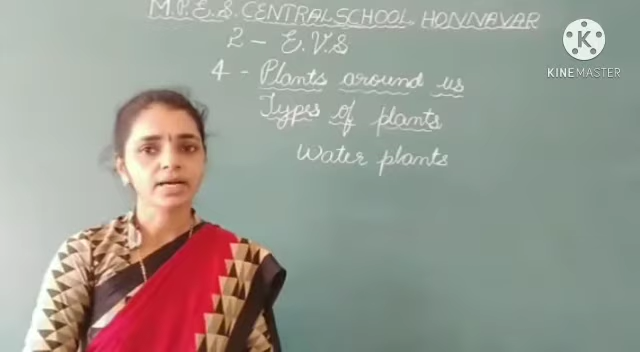 M.P.E.S. CENTRAL SCHOOL, HONNAVAR
2 - E.V.S
4 - Plants around us
Types of plants
Water plants
KINEMASTER